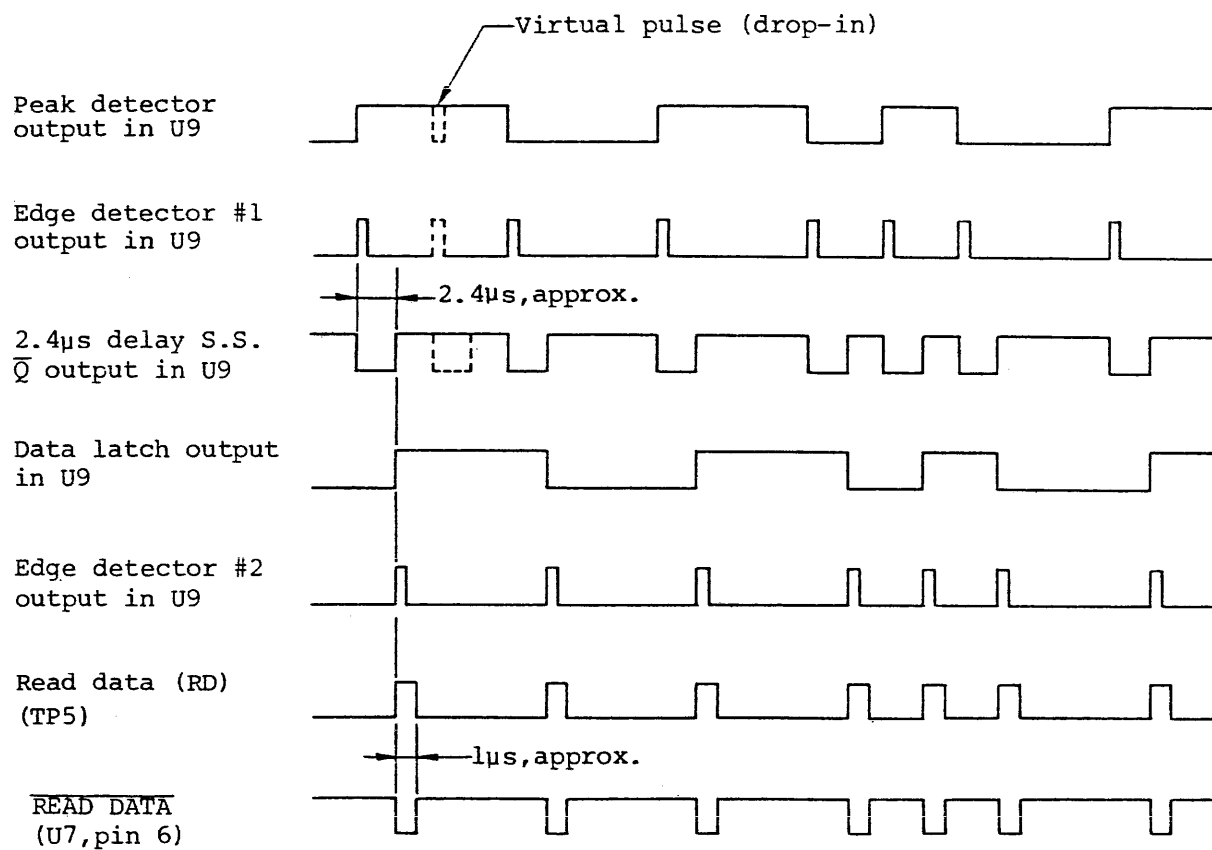 Virtual pulse (drop-in)
Peak detector
output in U9
Edge detector #1
output in U9
2.4μs,approx.
2.4μs delay S.S.
Q̅ output in U9
Data latch output
in U9
Edge detector #2
output in U9
Read data (RD)
(TP5)
1μs,approx.
READ DATA
(U7,pin 6)